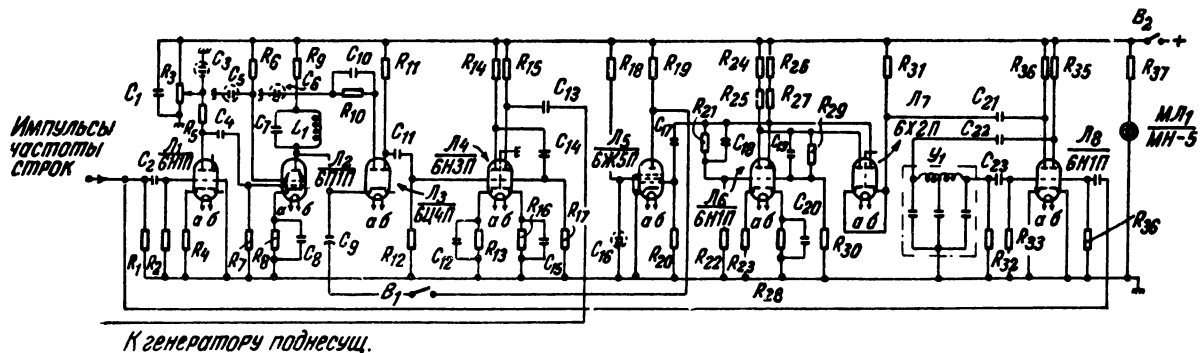 B₂
+
C₃
R₃
C₅
R₆
R₉
C₆
C₁₀
R₁₁
R₁₄
R₁₅
C₁₃
R₁₈
R₁₉
R₂₄
R₂₆
R₃₁
R₃₆
R₃₅
R₃₇
C₁
R₅
C₄
C₇
L₁
R₁₀
C₁₁
C₁₄
C₁₇
R₂₁
R₂₅
R₂₇
R₂₉
C₂₁
C₂₂
Импульсы
частоты
строк
Л₁
6Н1П
Л₂
6П1П
Л₃
6Ц4П
Л₄
6Н3П
Л₅
6Ж5П
Л₆
6Н1П
Л₇
6Х2П
Л₈
6Н1П
МЛ₁
МН-5
C₂
C₁₈
C₁₉
У₁
C₂₃
а б
а б
а б
а б
а б
а б
а б
R₁
R₂
R₄
R₇
R₈
C₈
C₉
R₁₂
C₁₂
R₁₃
R₁₆
C₁₅
R₁₇
C₁₆
R₂₀
R₂₂
R₂₃
C₂₀
R₃₀
R₃₂
R₃₃
R₃₆
B₁
R₂₈
К генератору поднесущ.